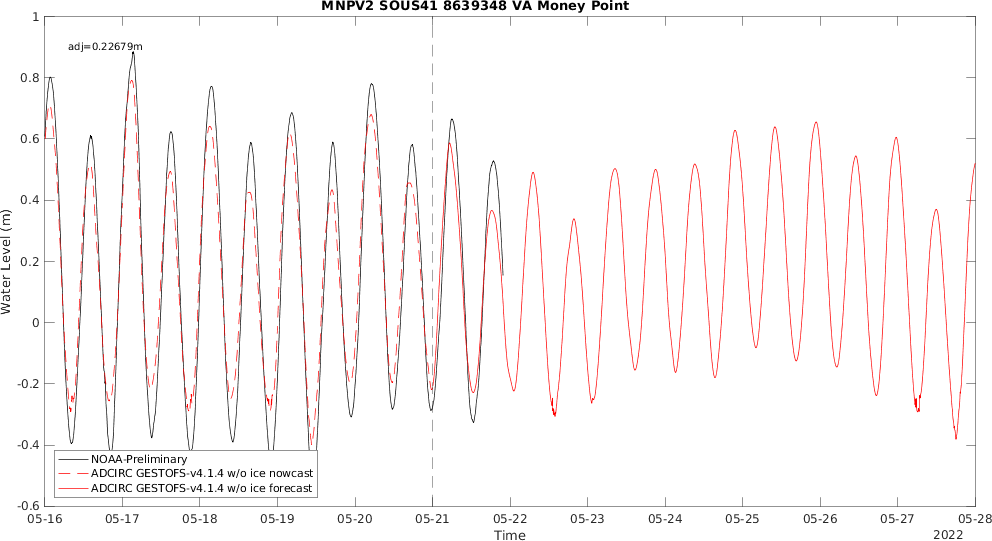 MNPV2 SOUS41 8639348 VA Money Point
adj=0.22679m
Water Level (m)
1
0.8
0.6
0.4
0.2
0
-0.2
-0.4
-0.6
NOAA-Preliminary
ADCIRC GESTOFS-v4.1.4 w/o ice nowcast
ADCIRC GESTOFS-v4.1.4 w/o ice forecast
05-16 05-17 05-18 05-19 05-20 05-21 05-22 05-23 05-24 05-25 05-26 05-27 05-28
Time
2022